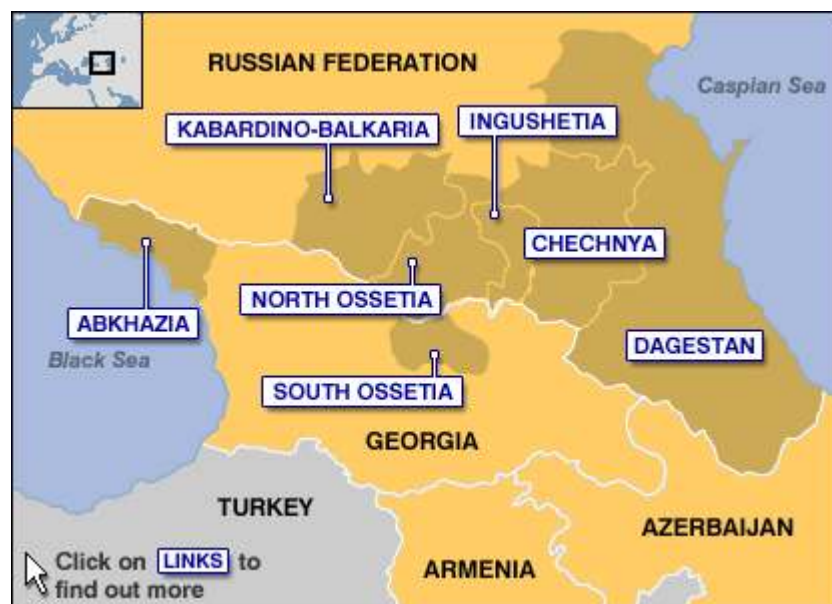 RUSSIAN FEDERATION
Caspian Sea
KABARDINO-BALKARIA
INGUSHETIA
CHECHNYA
NORTH OSSETIA
ABKHAZIA
DAGESTAN
Black Sea
SOUTH OSSETIA
GEORGIA
TURKEY
AZERBAIJAN
ARMENIA
Click on LINKS to
find out more